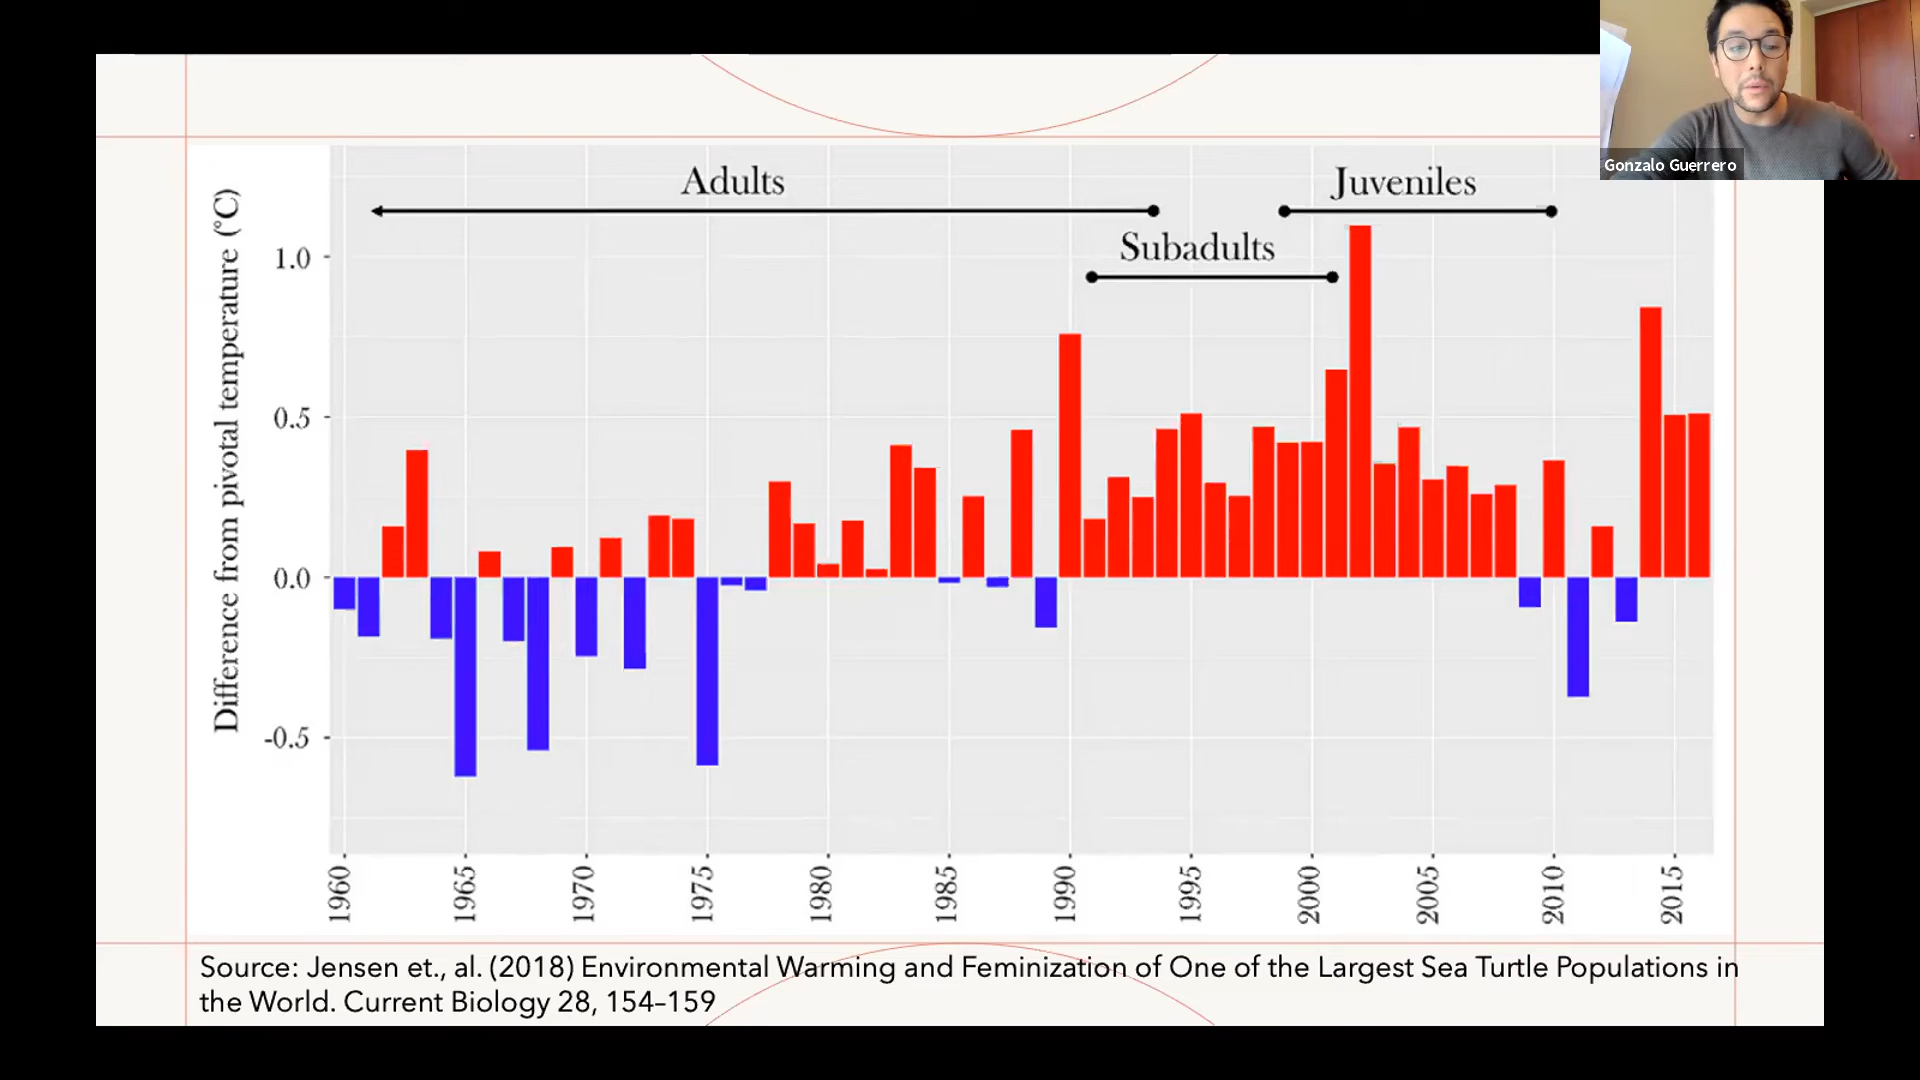 Gonzalo Guerrero
Adults
Juveniles
Subadults
Difference from pivotal temperature (°C)
1.0
0.5
0.0
-0.5
1960
1965
1970
1975
1980
1985
1990
1995
2000
2005
2010
2015
Source: Jensen et., al. (2018) Environmental Warming and Feminization of One of the Largest Sea Turtle Populations in
the World. Current Biology 28, 154–159